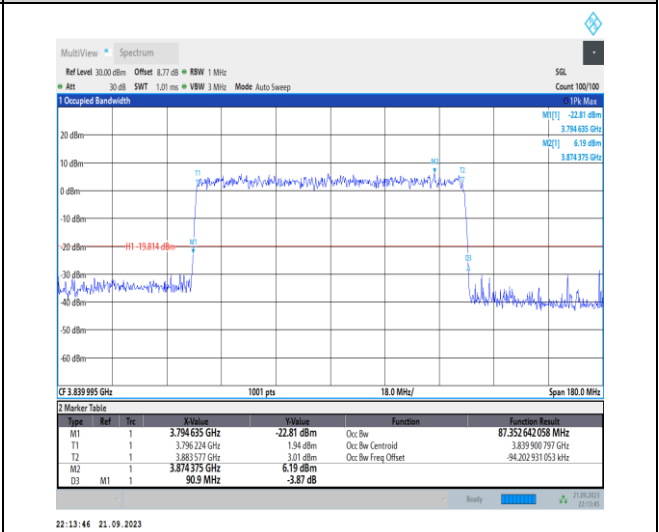 MultiView Spectrum
Ref Level 30.00 dBm Offset 8.77 dB RBW 1 MHz SGL
Att 30 dB SWT 1.01 ms VBW 3 MHz Mode Auto Sweep Count 100/100
1 Occupied Bandwidth 1Pk Max
M1[1] -22.81 dBm
3.794 635 GHz
20 dBm M2[1] 6.19 dBm
3.874 375 GHz
10 dBm M2 T2
T1
0 dBm
-10 dBm
-20 dBm H1 -19.814 dBm M1
D3
-30 dBm
-40 dBm
-50 dBm
-60 dBm
CF 3.839 995 GHz 1001 pts 18.0 MHz/ Span 180.0 MHz
2 Marker Table
Type Ref Trc X-Value Y-Value Function Function Result
M1 1 3.794 635 GHz -22.81 dBm Occ Bw 87.352 642 058 MHz
T1 1 3.796 224 GHz 1.94 dBm Occ Bw Centroid 3.839 900 797 GHz
T2 1 3.883 577 GHz 3.01 dBm Occ Bw Freq Offset -94.202 931 053 kHz
M2 1 3.874 375 GHz 6.19 dBm
D3 M1 1 90.9 MHz -3.87 dB
Ready 21.09.2023
22:13:45
22:13:46 21.09.2023